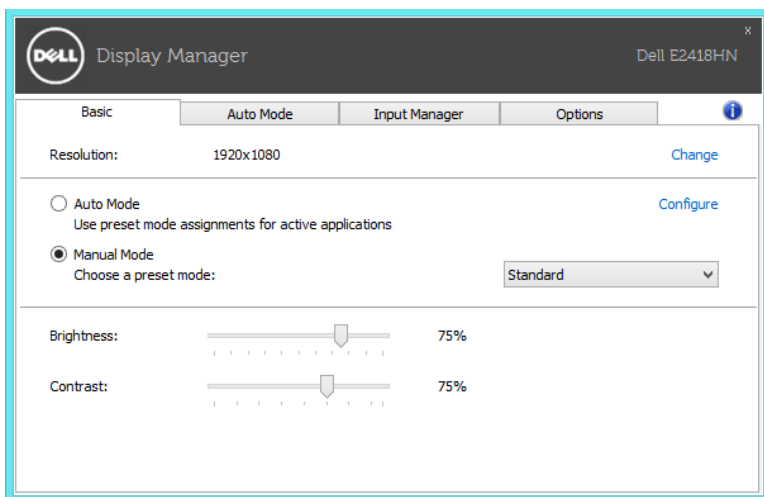 DELL Display Manager
x
Dell E2418HN
Basic Auto Mode Input Manager Options i
Resolution: 1920x1080 Change
Auto Mode Configure
Use preset mode assignments for active applications
Manual Mode
Choose a preset mode: Standard
Brightness: 75%
Contrast: 75%